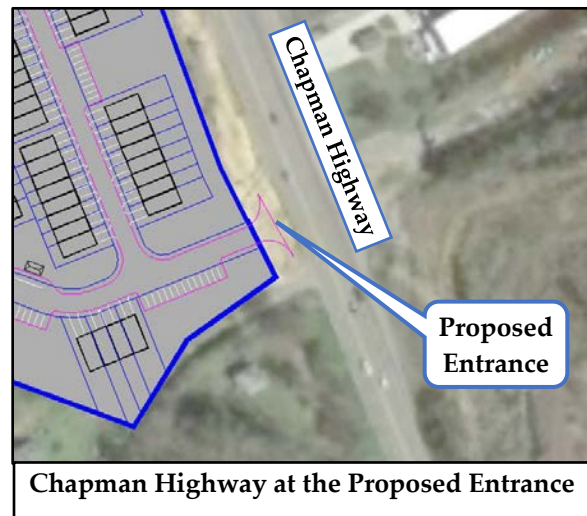 Chapman Highway
Proposed
Entrance
Chapman Highway at the Proposed Entrance